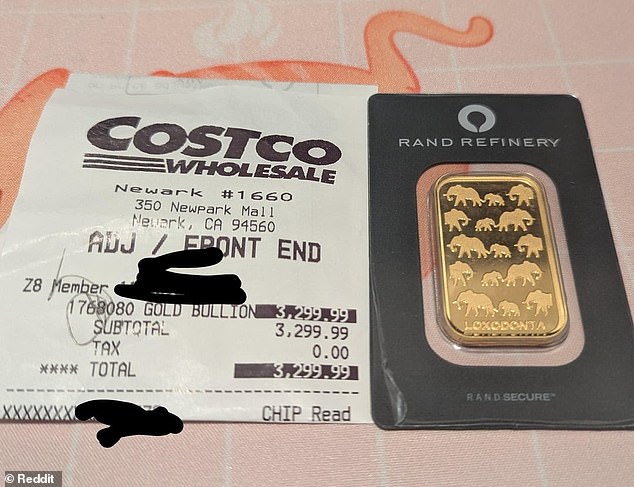 COSTCO
WHOLESALE
Newark #1660
350 Newpark Mall
Newark, CA 94560
ADJ / FRONT END
Z8 Member
1768080 GOLD BULLION 3,299.99
SUBTOTAL 3,299.99
TAX 0.00
**** TOTAL 3,299.99
XXXXXXXX CHIP Read
RAND REFINERY
LOXODONTA
RANDSECURE™
© Reddit